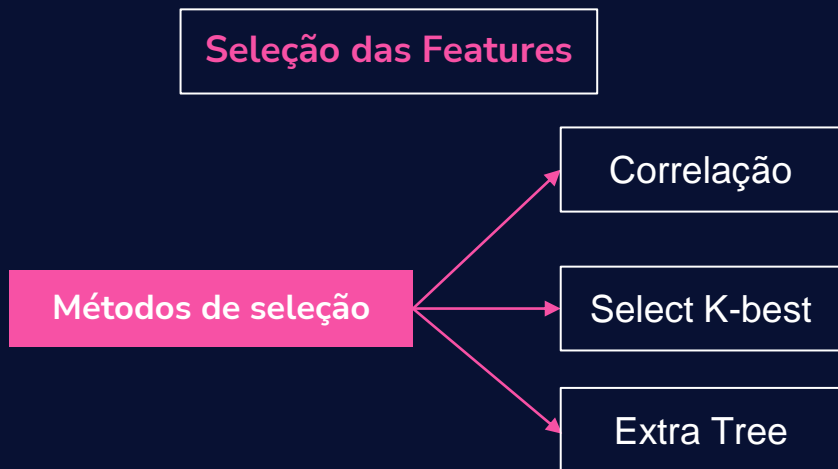 Seleção das Features
Correlação
Métodos de seleção
Select K-best
Extra Tree